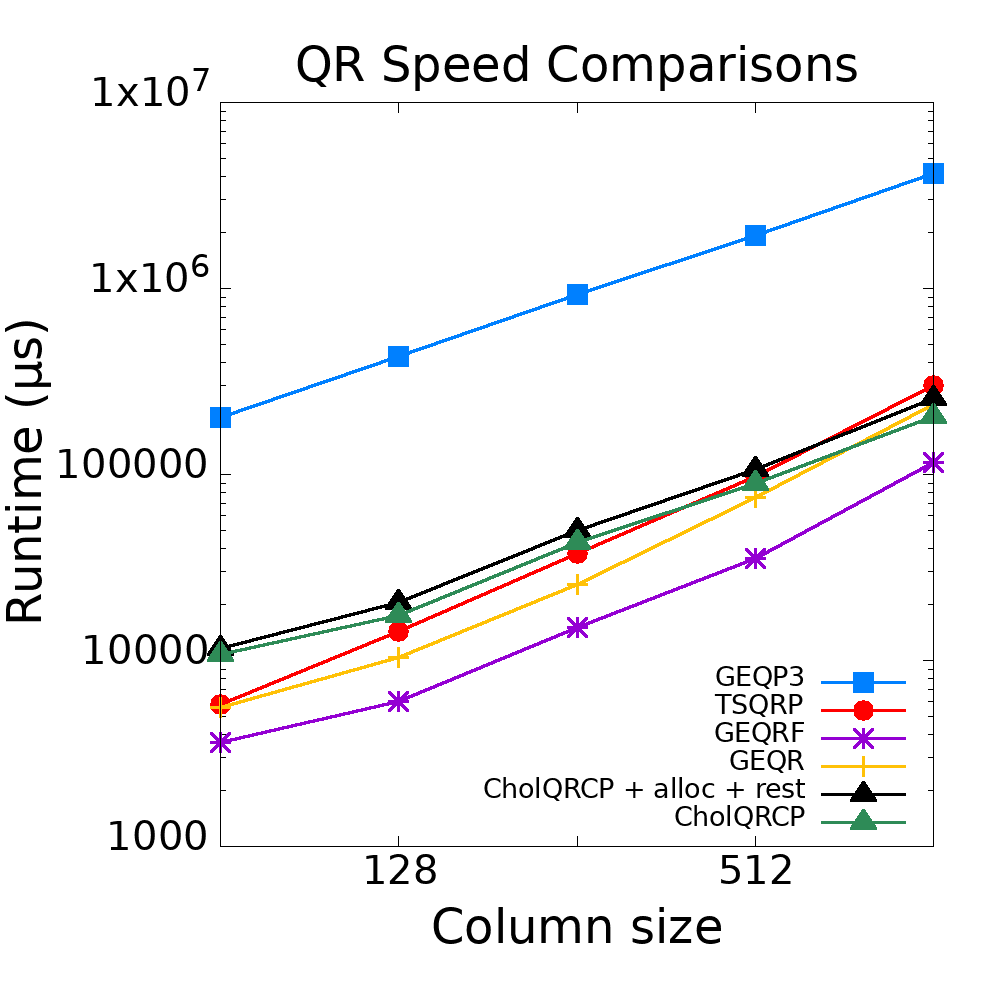 QR Speed Comparisons
1x10^7
1x10^6
100000
10000
1000
Runtime (µs)
GEQP3
TSQRP
GEQRF
GEQR
CholQRCP + alloc + rest
CholQRCP
128
512
Column size